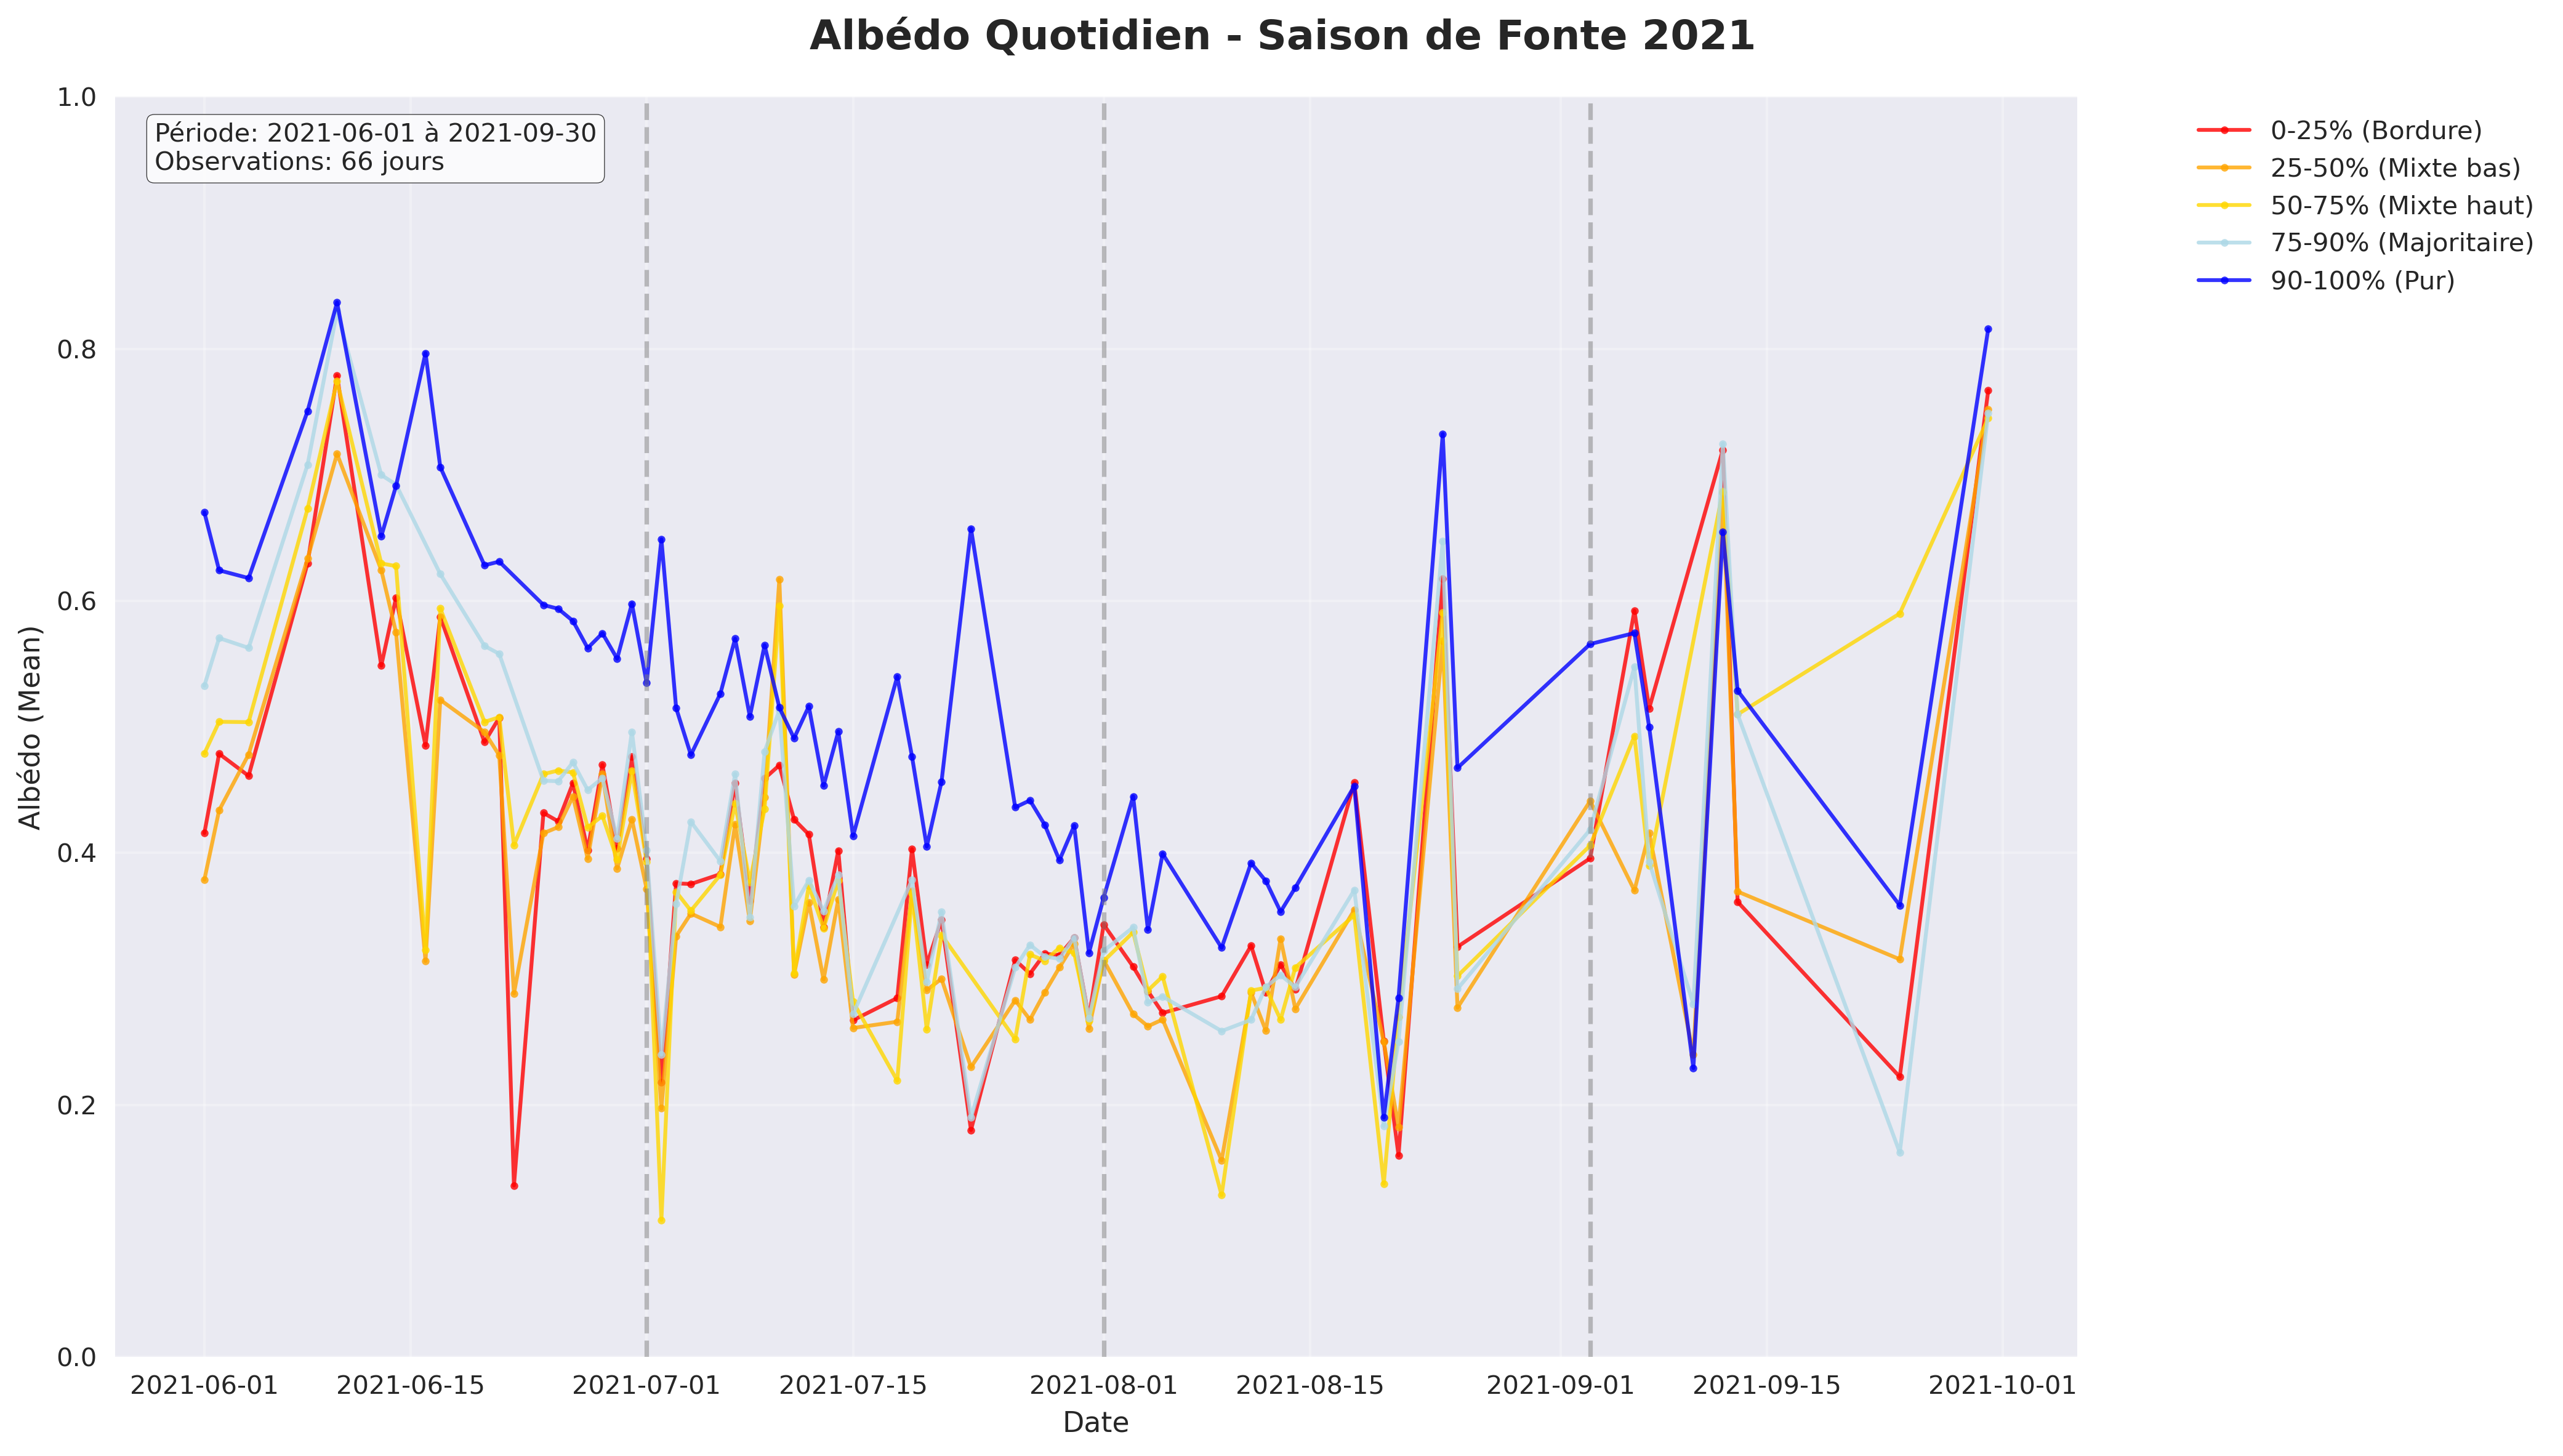 Albédo Quotidien - Saison de Fonte 2021
Période: 2021-06-01 à 2021-09-30
Observations: 66 jours
0-25% (Bordure)
25-50% (Mixte bas)
50-75% (Mixte haut)
75-90% (Majoritaire)
90-100% (Pur)
Albédo (Mean)
1.0
0.8
0.6
0.4
0.2
0.0
2021-06-01
2021-06-15
2021-07-01
2021-07-15
2021-08-01
2021-08-15
2021-09-01
2021-09-15
2021-10-01
Date